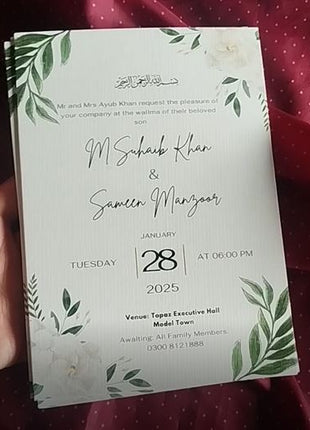 بسم الله الرحمن الرحيم
Mr and Mrs Ayub Khan request the pleasure of
your company at the walima of their beloved
son
M Suhaib Khan
&
Sameen Manzoor
JANUARY
TUESDAY 28 AT 06:00 PM
2025
Venue: Topaz Executive Hall
Model Town
Awaiting: All Family Members.
0300 8121888